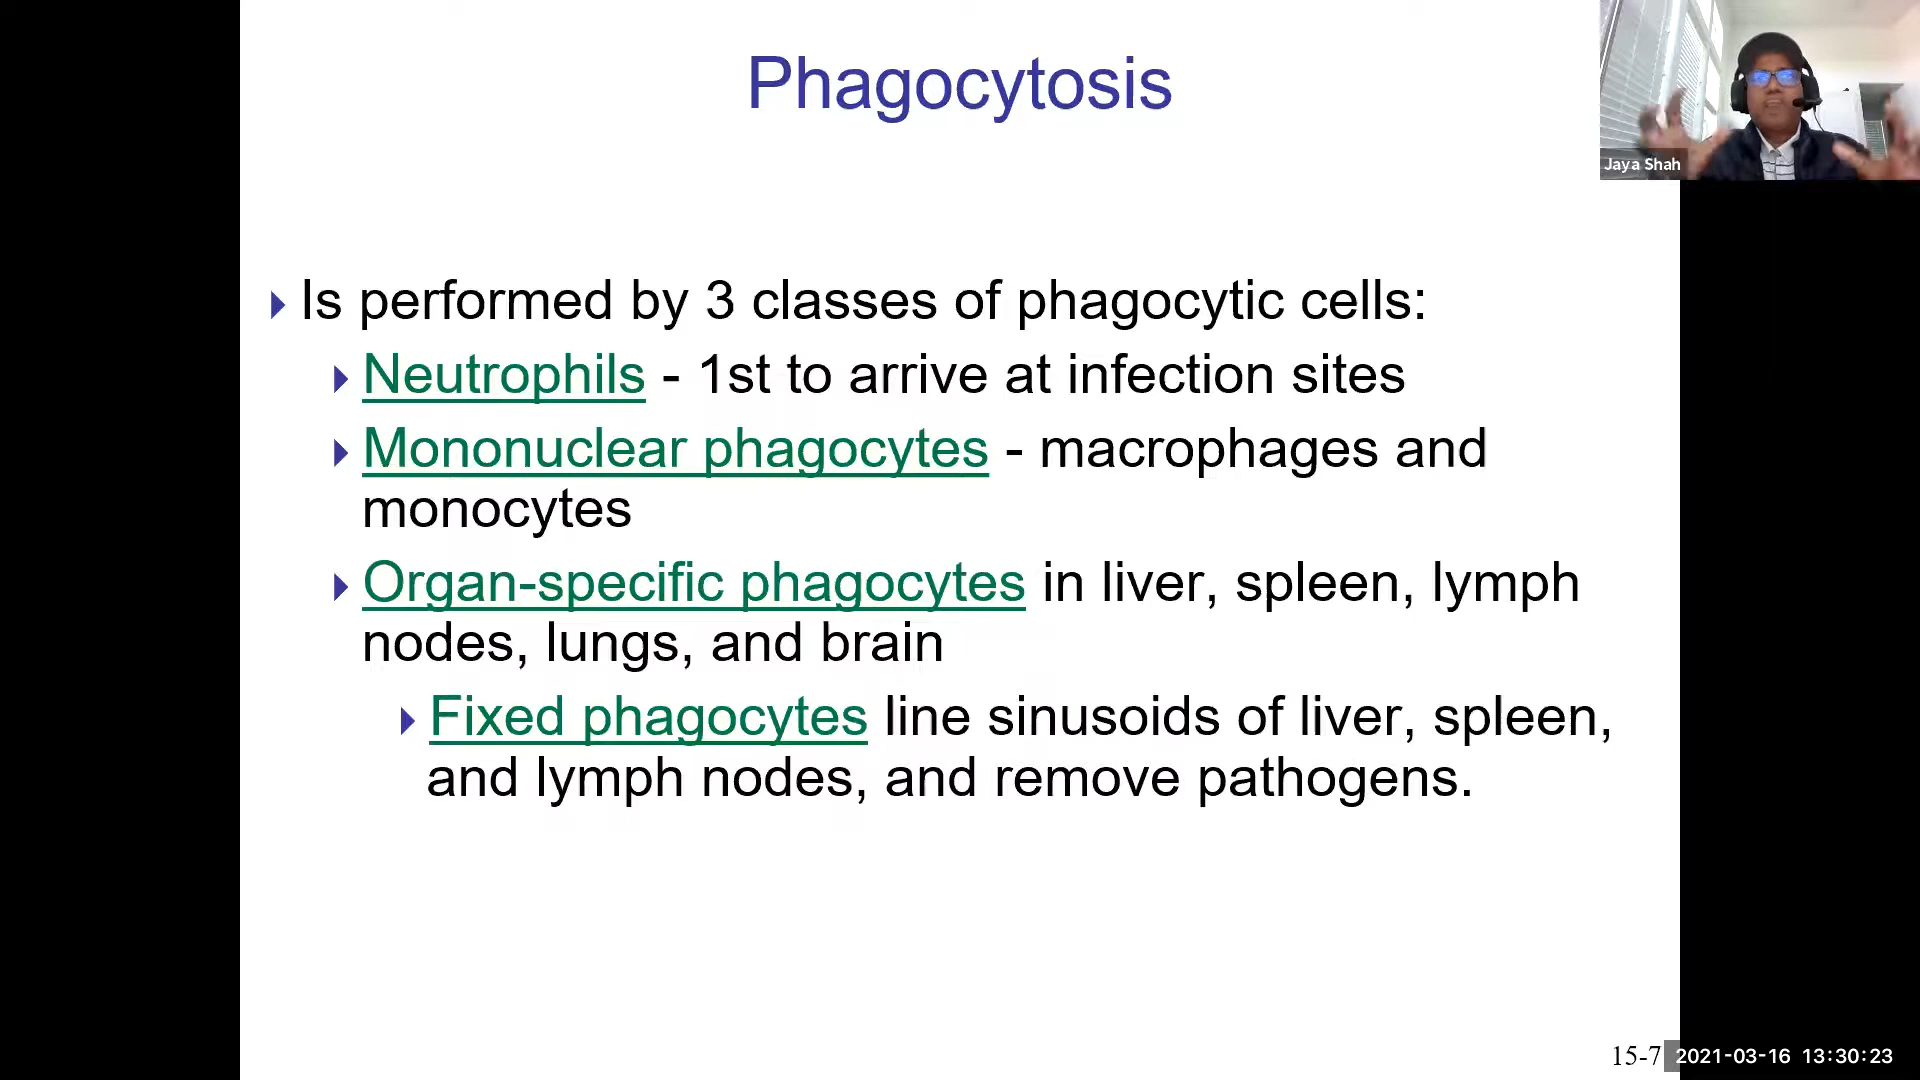 Phagocytosis
Jaya Shah
Is performed by 3 classes of phagocytic cells:
Neutrophils - 1st to arrive at infection sites
Mononuclear phagocytes - macrophages and
monocytes
Organ-specific phagocytes in liver, spleen, lymph
nodes, lungs, and brain
Fixed phagocytes line sinusoids of liver, spleen,
and lymph nodes, and remove pathogens.
15-7
2021-03-16 13:30:23